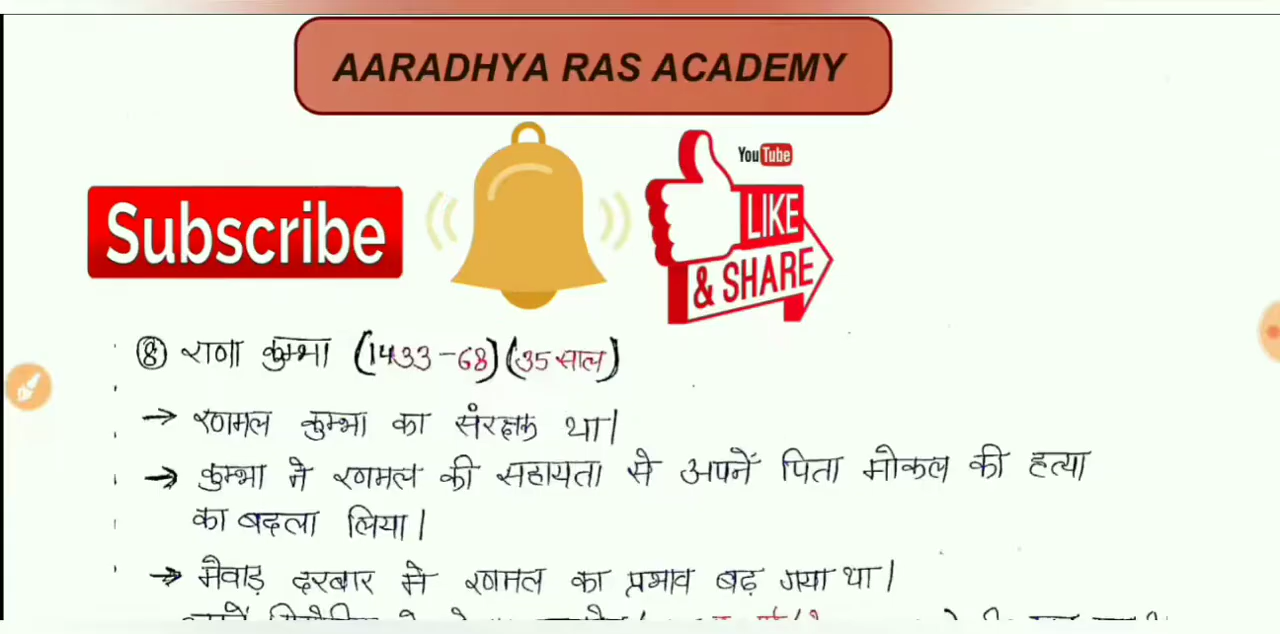 AARADHYA RAS ACADEMY
YouTube
Subscribe
LIKE
& SHARE
⑧ राणा कुम्भा (1433-68) (35 साल)
→ रणमल कुम्भा का संरक्षक था।
→ कुम्भा ने रणमल की सहायता से अपनें पिता मोकल की हत्या
का बदला लिया।
→ मेवाड़ दरबार मे रणमल का प्रभाव बढ़ गया था।